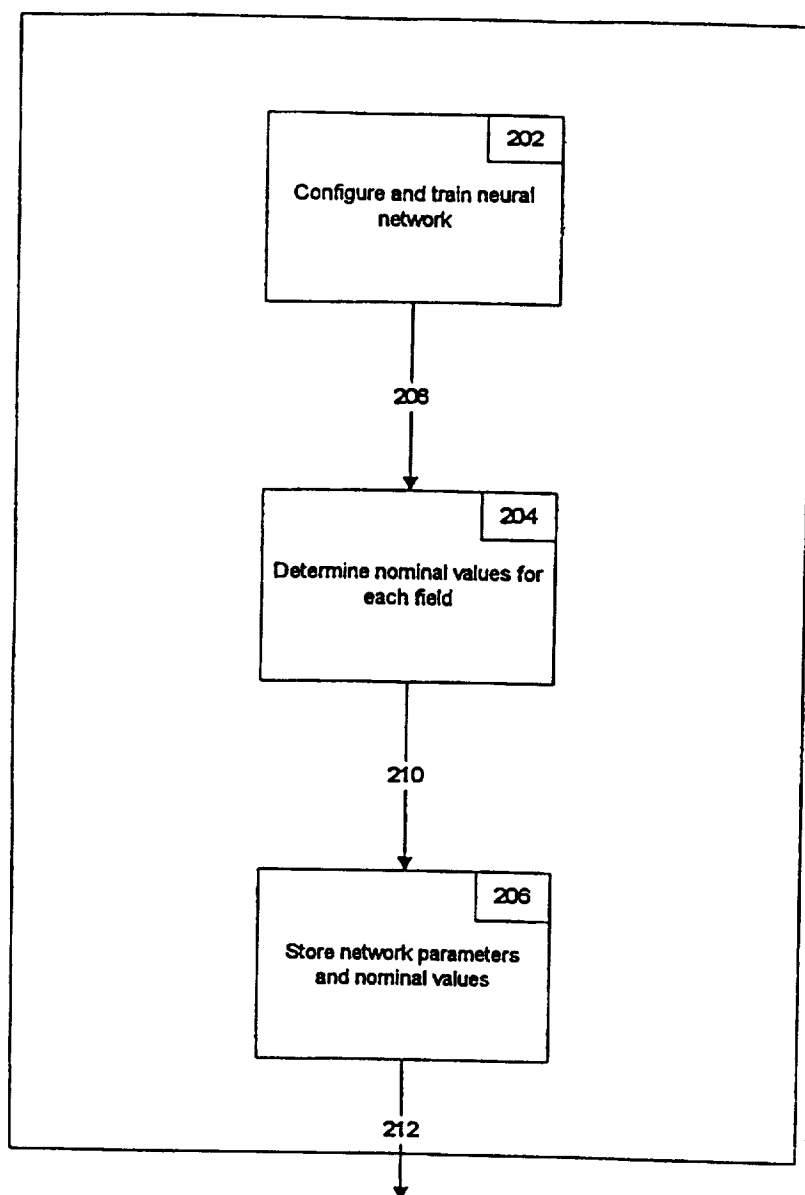 202
Configure and train neural
network
208
204
Determine nominal values for
each field
210
206
Store network parameters
and nominal values
212